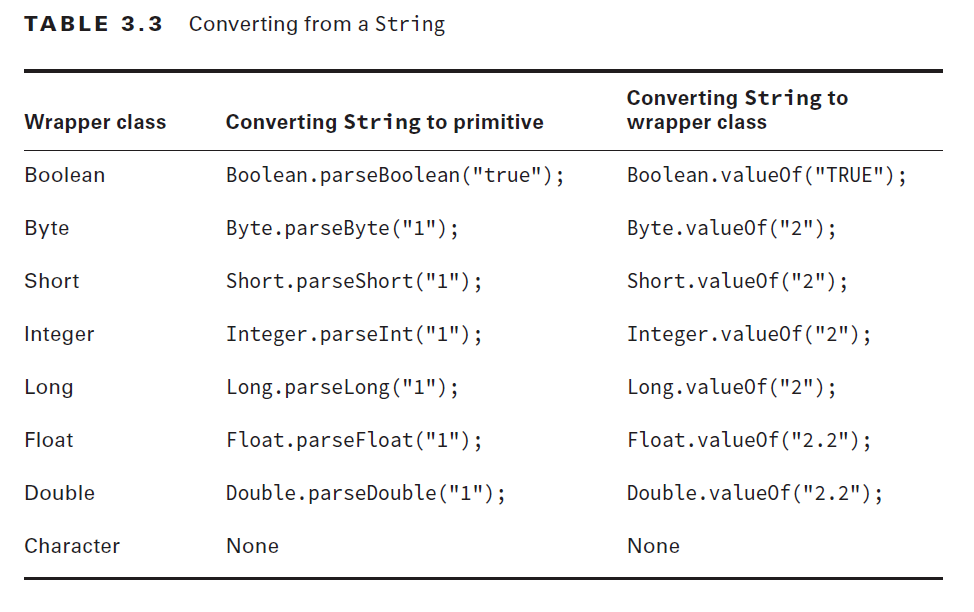 TABLE 3.3 Converting from a String
Wrapper class Converting String to primitive Converting String to wrapper class
Boolean Boolean.parseBoolean("true"); Boolean.valueOf("TRUE");
Byte Byte.parseByte("1"); Byte.valueOf("2");
Short Short.parseShort("1"); Short.valueOf("2");
Integer Integer.parseInt("1"); Integer.valueOf("2");
Long Long.parseLong("1"); Long.valueOf("2");
Float Float.parseFloat("1"); Float.valueOf("2.2");
Double Double.parseDouble("1"); Double.valueOf("2.2");
Character None None